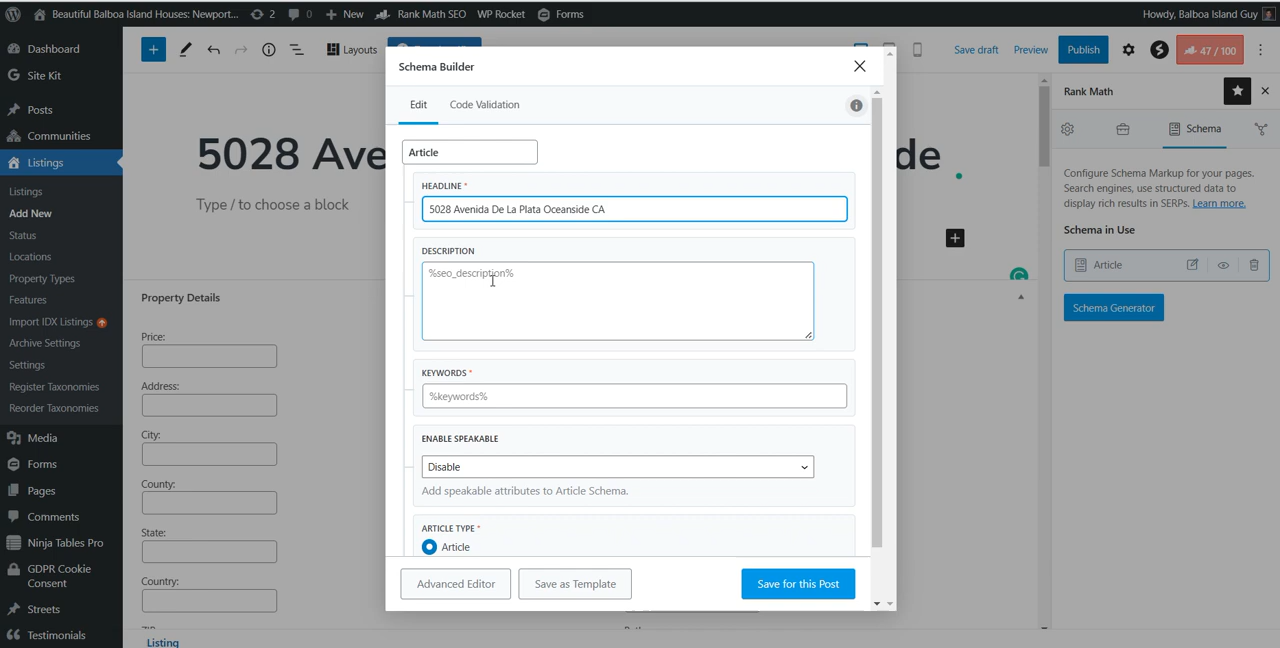 Beautiful Balboa Island Houses: Newport... 2 0 New Rank Math SEO WP Rocket Forms Howdy, Balboa Island Guy
Dashboard
Site Kit
Posts
Communities
Listings
Listings
Add New
Status
Locations
Property Types
Features
Import IDX Listings
Archive Settings
Settings
Register Taxonomies
Reorder Taxonomies
Media
Forms
Pages
Comments
Ninja Tables Pro
GDPR Cookie
Consent
Streets
Testimonials
Layouts
Save draft Preview Publish 47 / 100
5028 Ave
de
Type / to choose a block
Property Details
Price:
Address:
City:
County:
State:
Country:
Listing
Schema Builder
Edit Code Validation
Article
HEADLINE *
5028 Avenida De La Plata Oceanside CA
DESCRIPTION
%seo_description%
KEYWORDS *
%keywords%
ENABLE SPEAKABLE
Disable
Add speakable attributes to Article Schema.
ARTICLE TYPE *
Article
Advanced Editor Save as Template Save for this Post
Rank Math
Schema
Configure Schema Markup for your pages.
Search engines, use structured data to
display rich results in SERPs. Learn more.
Schema in Use
Article
Schema Generator